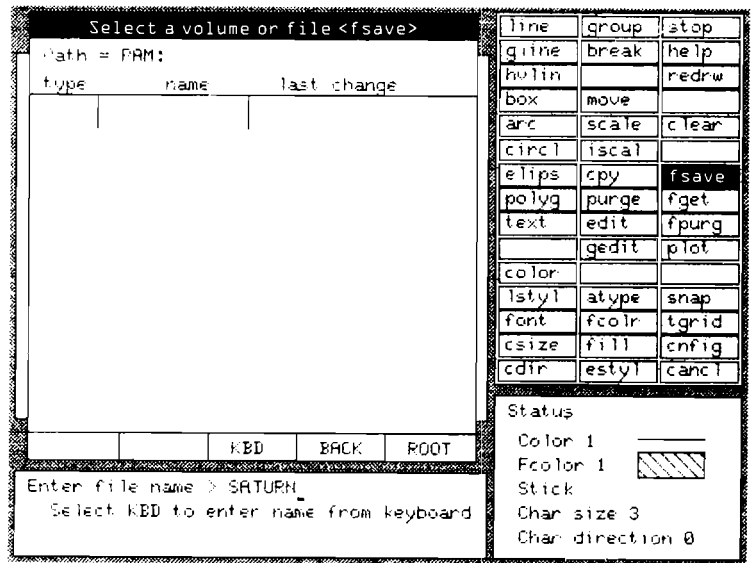 Select a volume or file <fsave>
Path = PAM:
type name last change
KBD BACK ROOT
Enter file name > SATURN_
Select KBD to enter name from keyboard
line group stop
gline break help
hvlin redrw
box move
arc scale clear
circl iscal
elips cpy fsave
polyg purge fget
text edit fpurg
gedit plot
color
lstyl atype snap
font fcolr tgrid
csize fill cnfig
cdir estyl cancl
Status
Color 1
Fcolor 1
Stick
Char size 3
Char direction 0